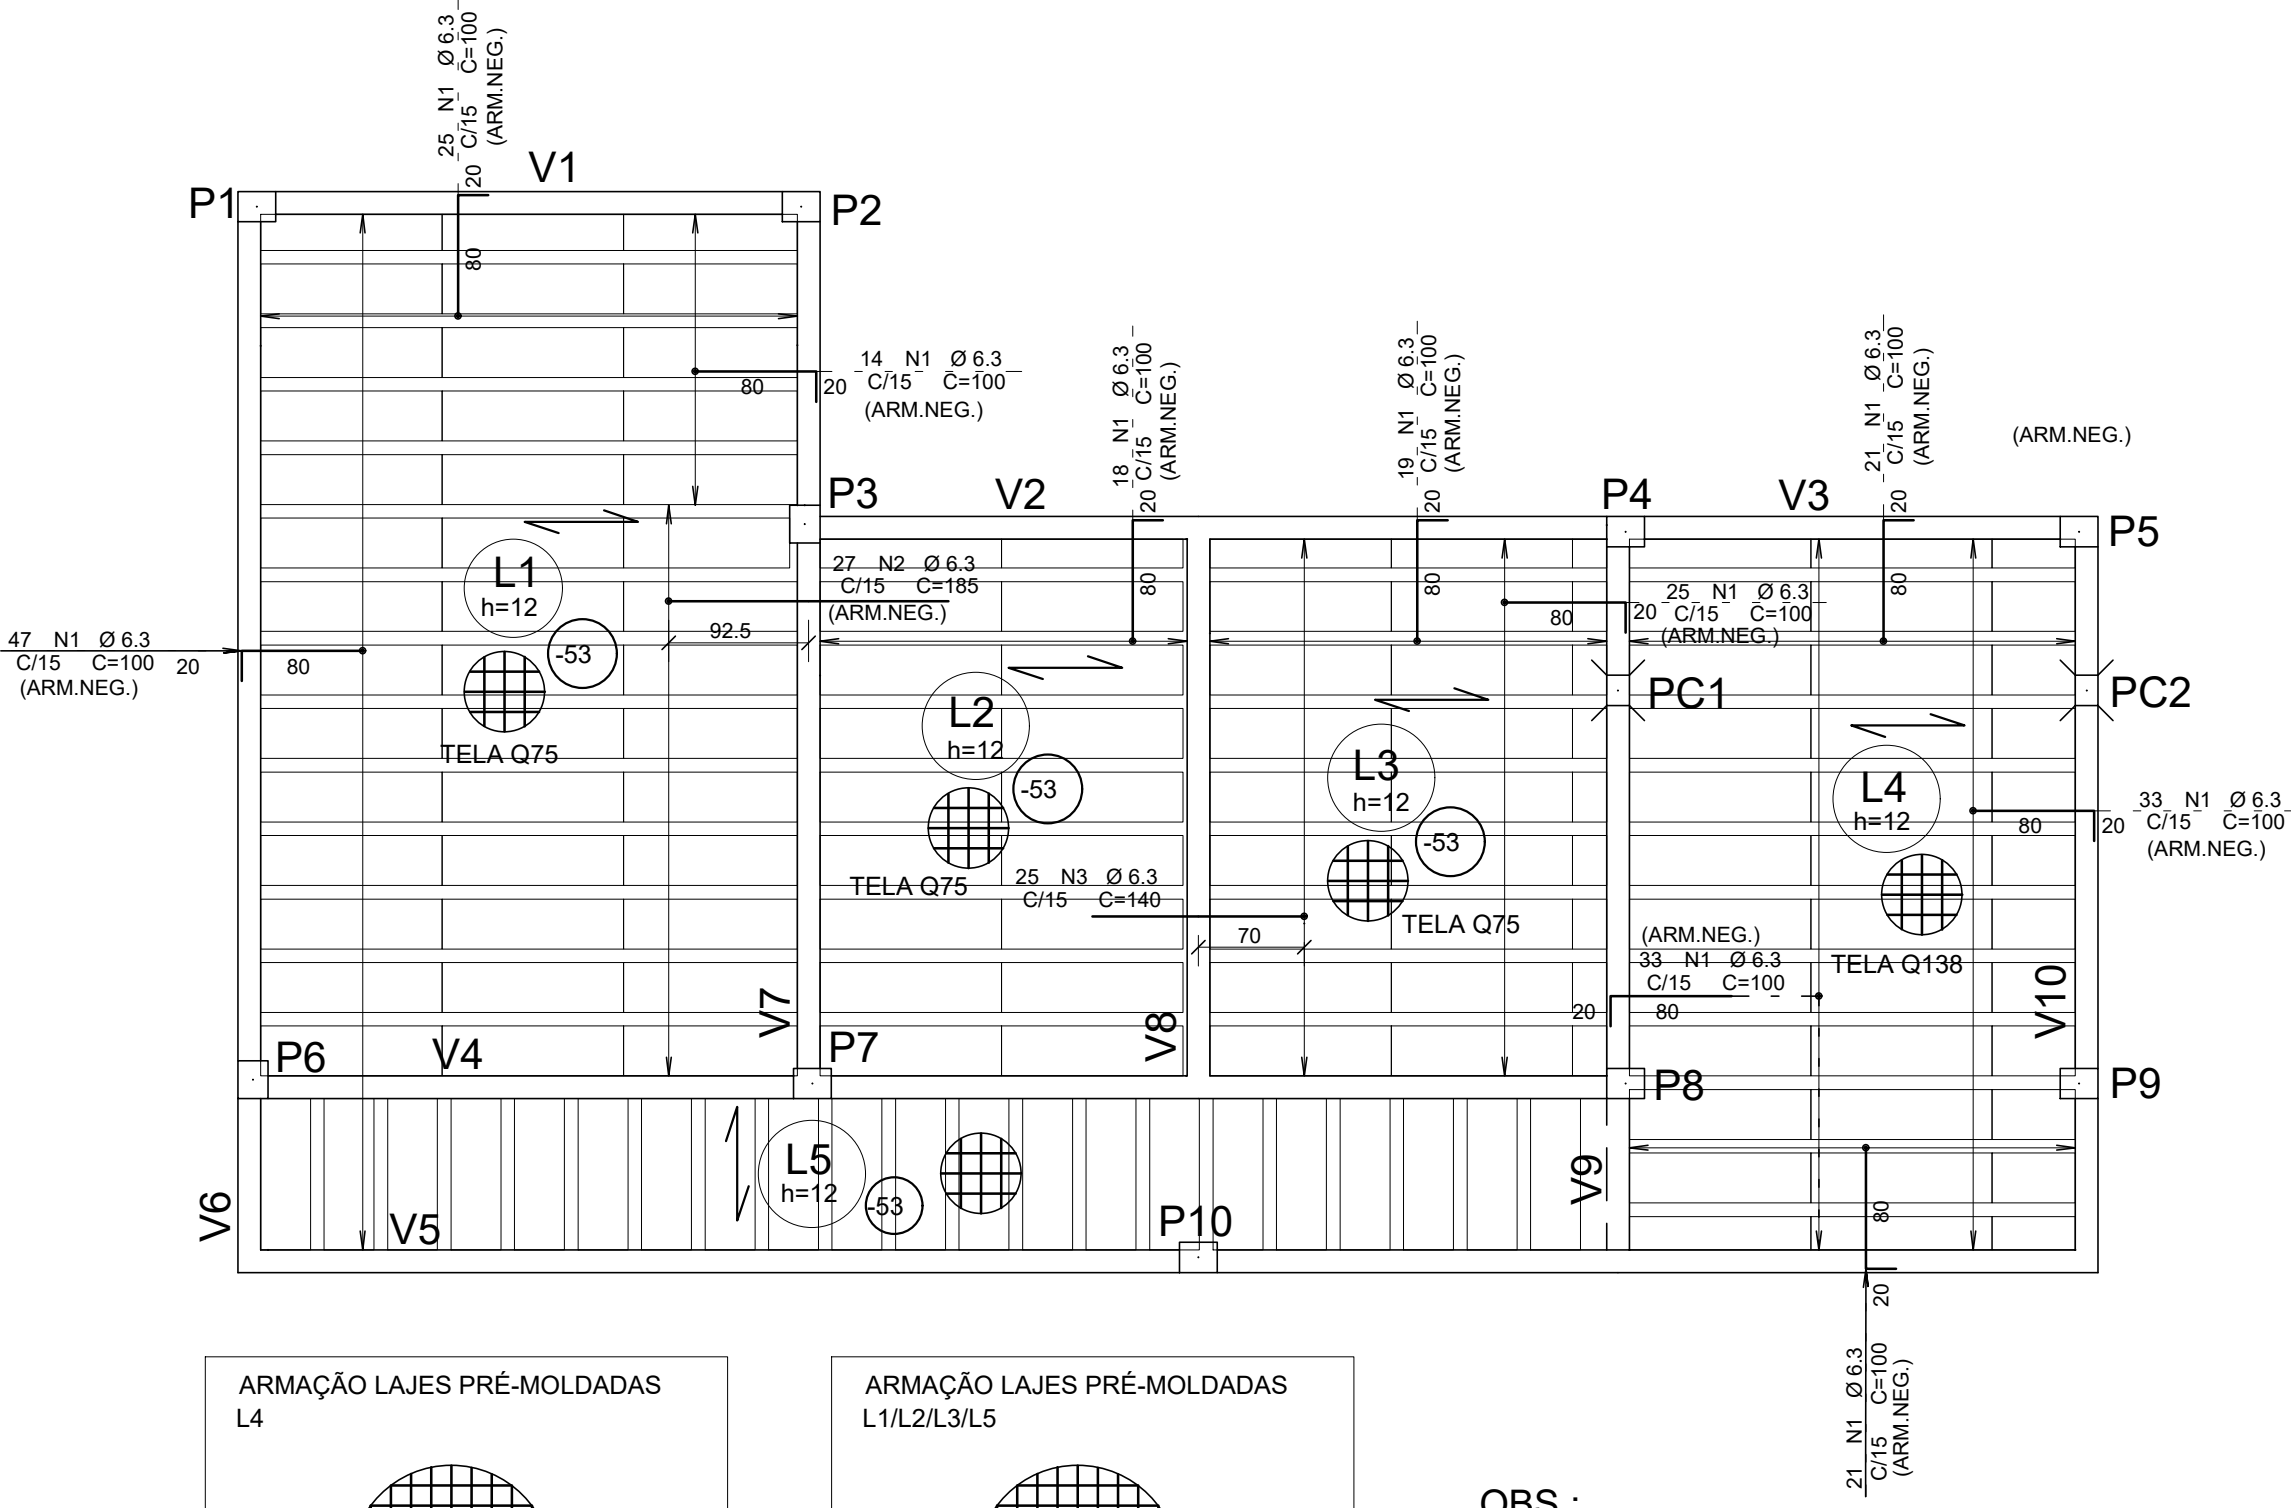 25 N1 Ø 6.3
C/15 C=100
(ARM.NEG.)
20
80
V1
P1
P2
14 N1 Ø 6.3
C/15 C=100
(ARM.NEG.)
80
20
18 N1 Ø 6.3
C/15 C=100
(ARM.NEG.)
20
80
19 N1 Ø 6.3
C/15 C=100
(ARM.NEG.)
20
80
21 N1 Ø 6.3
C/15 C=100
(ARM.NEG.)
20
80
(ARM.NEG.)
P3
V2
P4
V3
P5
L1
h=12
-53
TELA Q75
27 N2 Ø 6.3
C/15 C=185
(ARM.NEG.)
92.5
25 N1 Ø 6.3
C/15 C=100
(ARM.NEG.)
80
20
47 N1 Ø 6.3
C/15 C=100
(ARM.NEG.)
20
80
PC1
PC2
L2
h=12
-53
TELA Q75
L3
h=12
-53
TELA Q75
L4
h=12
TELA Q138
33 N1 Ø 6.3
C/15 C=100
(ARM.NEG.)
80
20
25 N3 Ø 6.3
C/15 C=140
70
(ARM.NEG.)
33 N1 Ø 6.3
C/15 C=100
20
80
V7
V8
V10
P6
V4
P7
P8
P9
L5
h=12
-53
V6
V5
P10
V9
80
20
21 N1 Ø 6.3
C/15 C=100
(ARM.NEG.)
ARMAÇÃO LAJES PRÉ-MOLDADAS
L4
ARMAÇÃO LAJES PRÉ-MOLDADAS
L1/L2/L3/L5
OBS.: